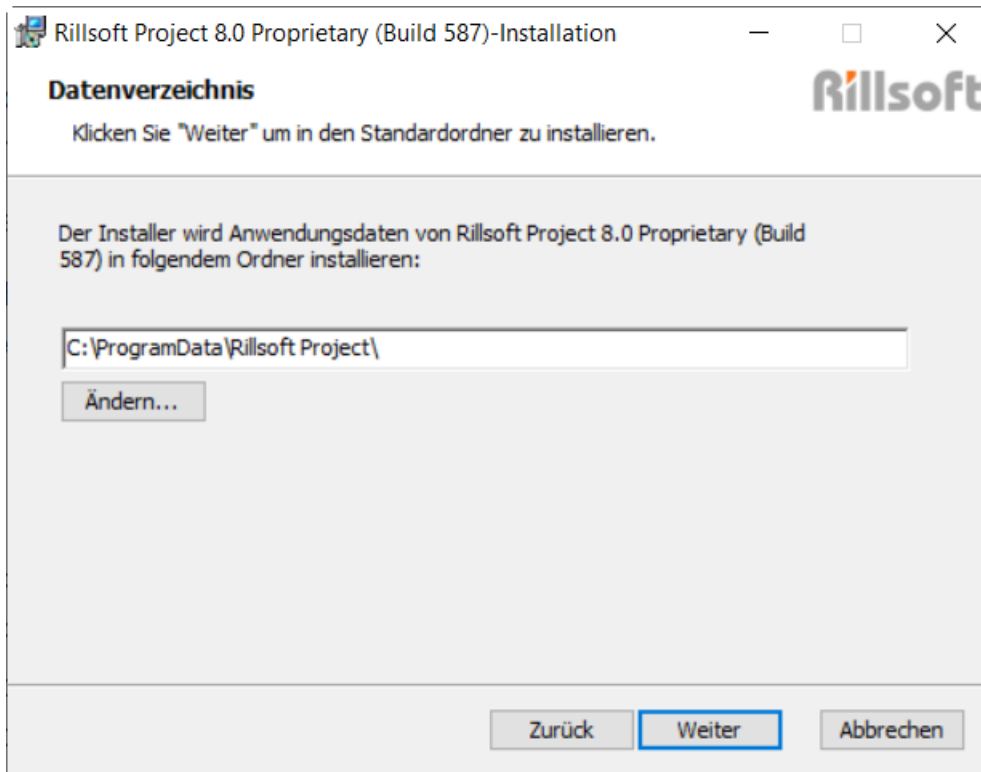 Rillsoft Project 8.0 Proprietary (Build 587)-Installation
Datenverzeichnis
Rillsoft
Klicken Sie "Weiter" um in den Standardordner zu installieren.
Der Installer wird Anwendungsdaten von Rillsoft Project 8.0 Proprietary (Build
587) in folgendem Ordner installieren:
C:\ProgramData\Rillsoft Project\
Ändern...
Zurück
Weiter
Abbrechen